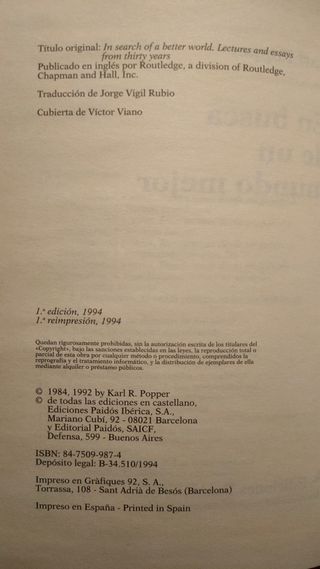 Título original: In search of a better world. Lectures and essays
from thirty years
Publicado en inglés por Routledge, a division of Routledge,
Chapman and Hall, Inc.
Traducción de Jorge Vigil Rubio
Cubierta de Víctor Viano
En busca
de un
mundo mejor
1.ª edición, 1994
1.ª reimpresión, 1994
Quedan rigurosamente prohibidas, sin la autorización escrita de los titulares del
«Copyright», bajo las sanciones establecidas en las leyes, la reproducción total o
parcial de esta obra por cualquier método o procedimiento, comprendidos la
reprografía y el tratamiento informático, y la distribución de ejemplares de ella
mediante alquiler o préstamo públicos.
© 1984, 1992 by Karl R. Popper
© de todas las ediciones en castellano,
Ediciones Paidós Ibérica, S.A.,
Mariano Cubí, 92 - 08021 Barcelona
y Editorial Paidós, SAICF,
Defensa, 599 - Buenos Aires
ISBN: 84-7509-987-4
Depósito legal: B-34.510/1994
Impreso en Gràfiques 92, S. A.,
Torrassa, 108 - Sant Adrià de Besós (Barcelona)
Impreso en España - Printed in Spain